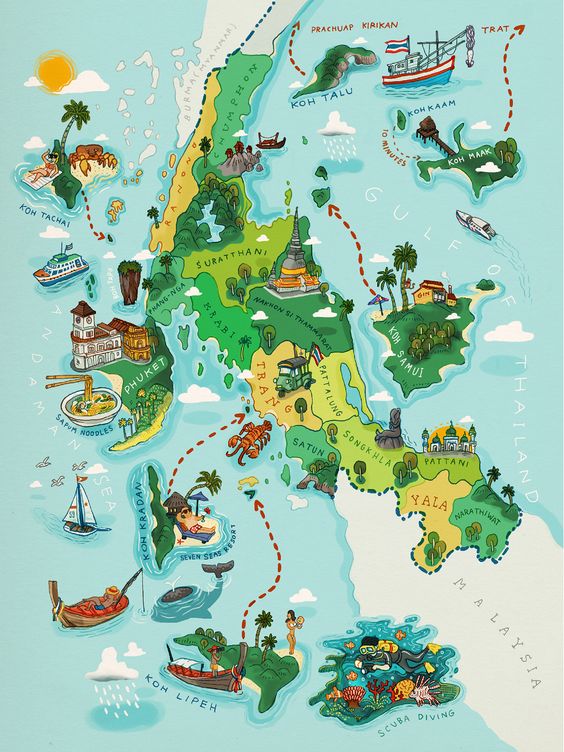 PRACHUAP KIRIKAN
TRAT
BURMA (MYANMAR)
CHUMPHON
KOH TALU
KOH KAAM
10 MINUTES
KOH MAAK
RANONG
KOH TACHAI
GULF OF THAILAND
SURATTHANI
PHANG-NGA
KRABI
NAKHON SI THAMMARAT
KOH SAMUI
ANDAMAN SEA
PHUKET
SAPUM NOODLES
TRANG
PATTALUNG
SATUN
SONGKHLA
PATTANI
YALA
NARATHIWAT
KOH KRADAN
SEVEN SEAS RESORT
MALAYSIA
KOH LIPEH
SCUBA DIVING